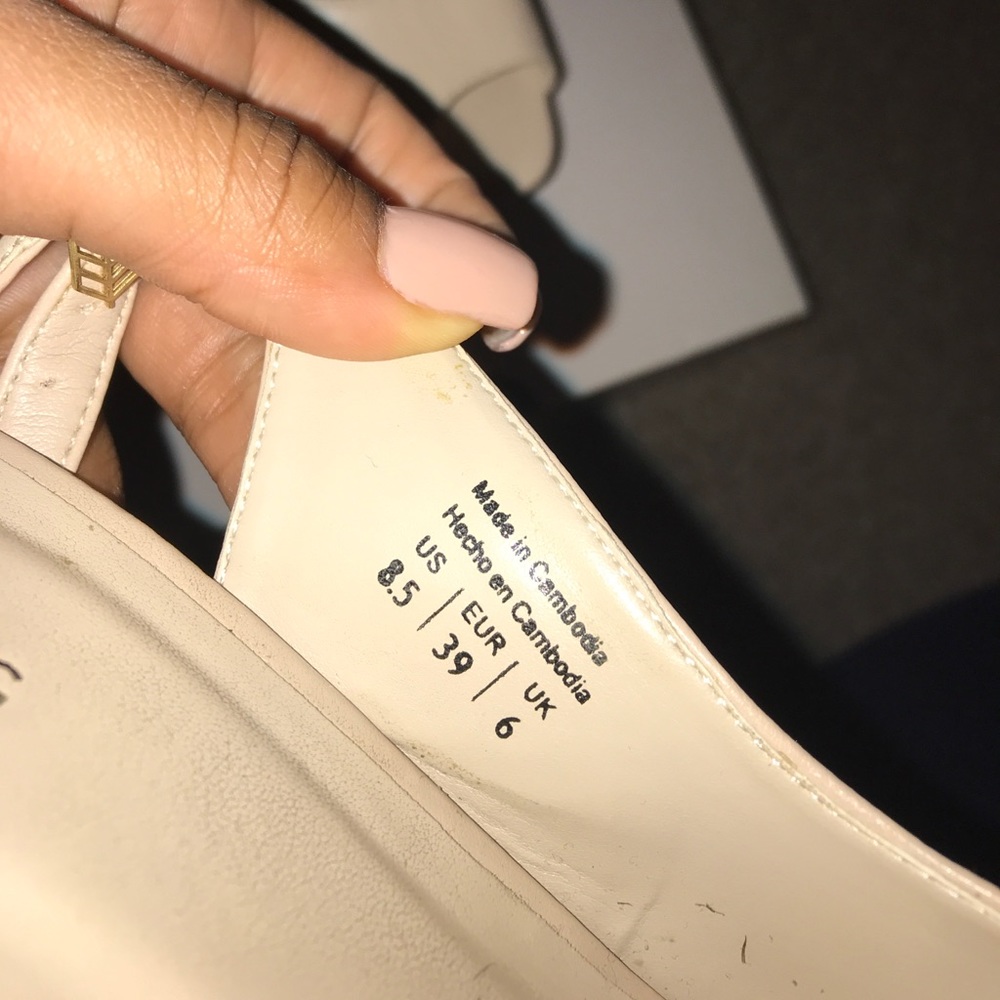 Made in Cambodia
Hecho en Cambodia
US | EUR | UK
8.5 | 39 | 6